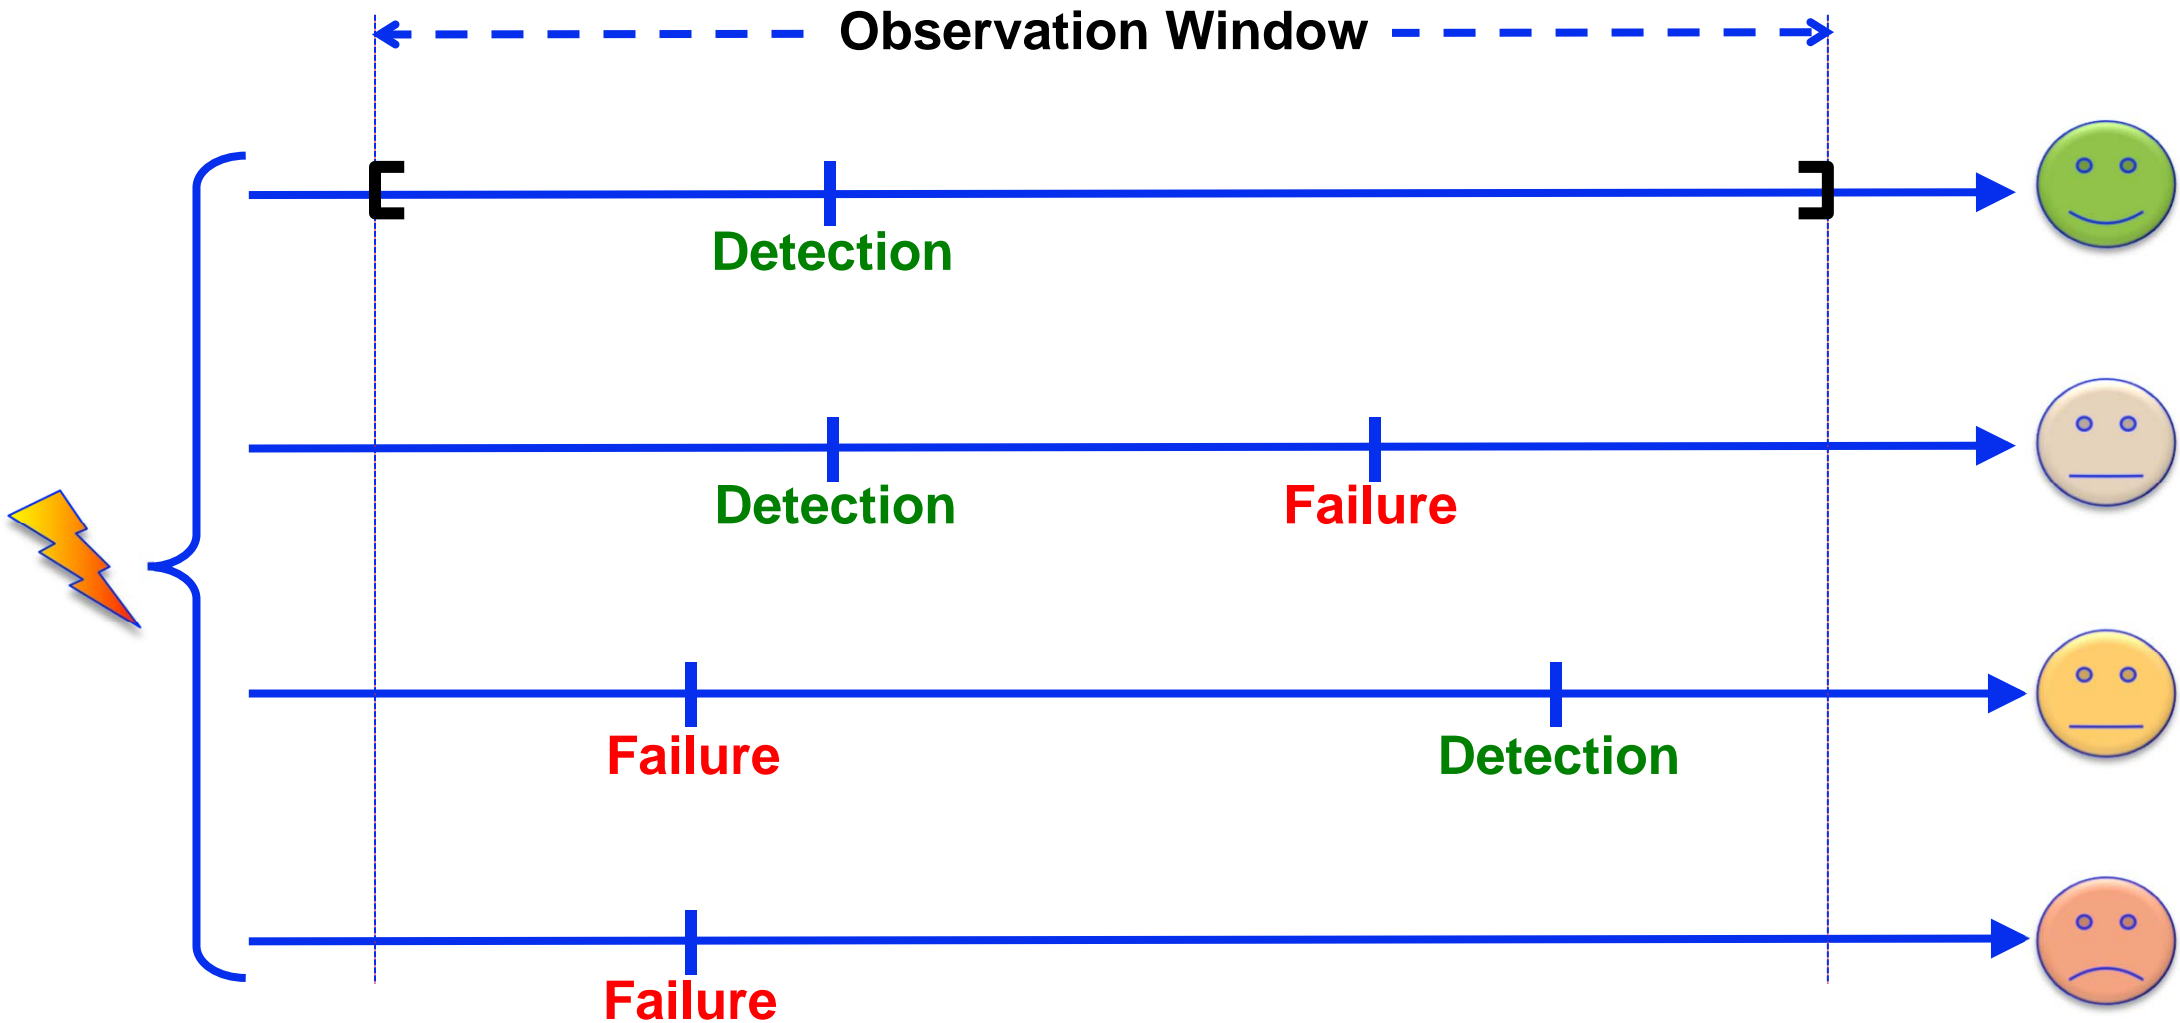 Observation Window
Detection
Detection Failure
Failure Detection
Failure